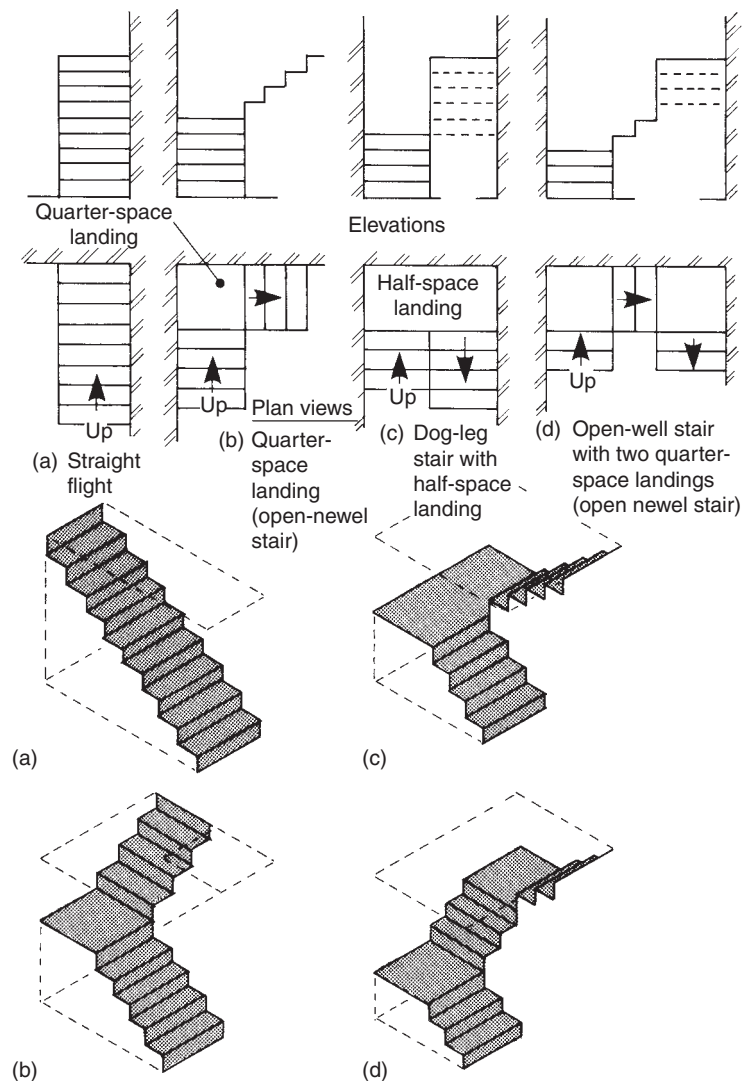 Quarter-space
landing
Elevations
Half-space
landing
Up
Up
Up
Up
Plan views
(a) Straight
flight
(b) Quarter-
space
landing
(open-newel
stair)
(c) Dog-leg
stair with
half-space
landing
(d) Open-well stair
with two quarter-
space landings
(open newel stair)
(a)
(c)
(b)
(d)